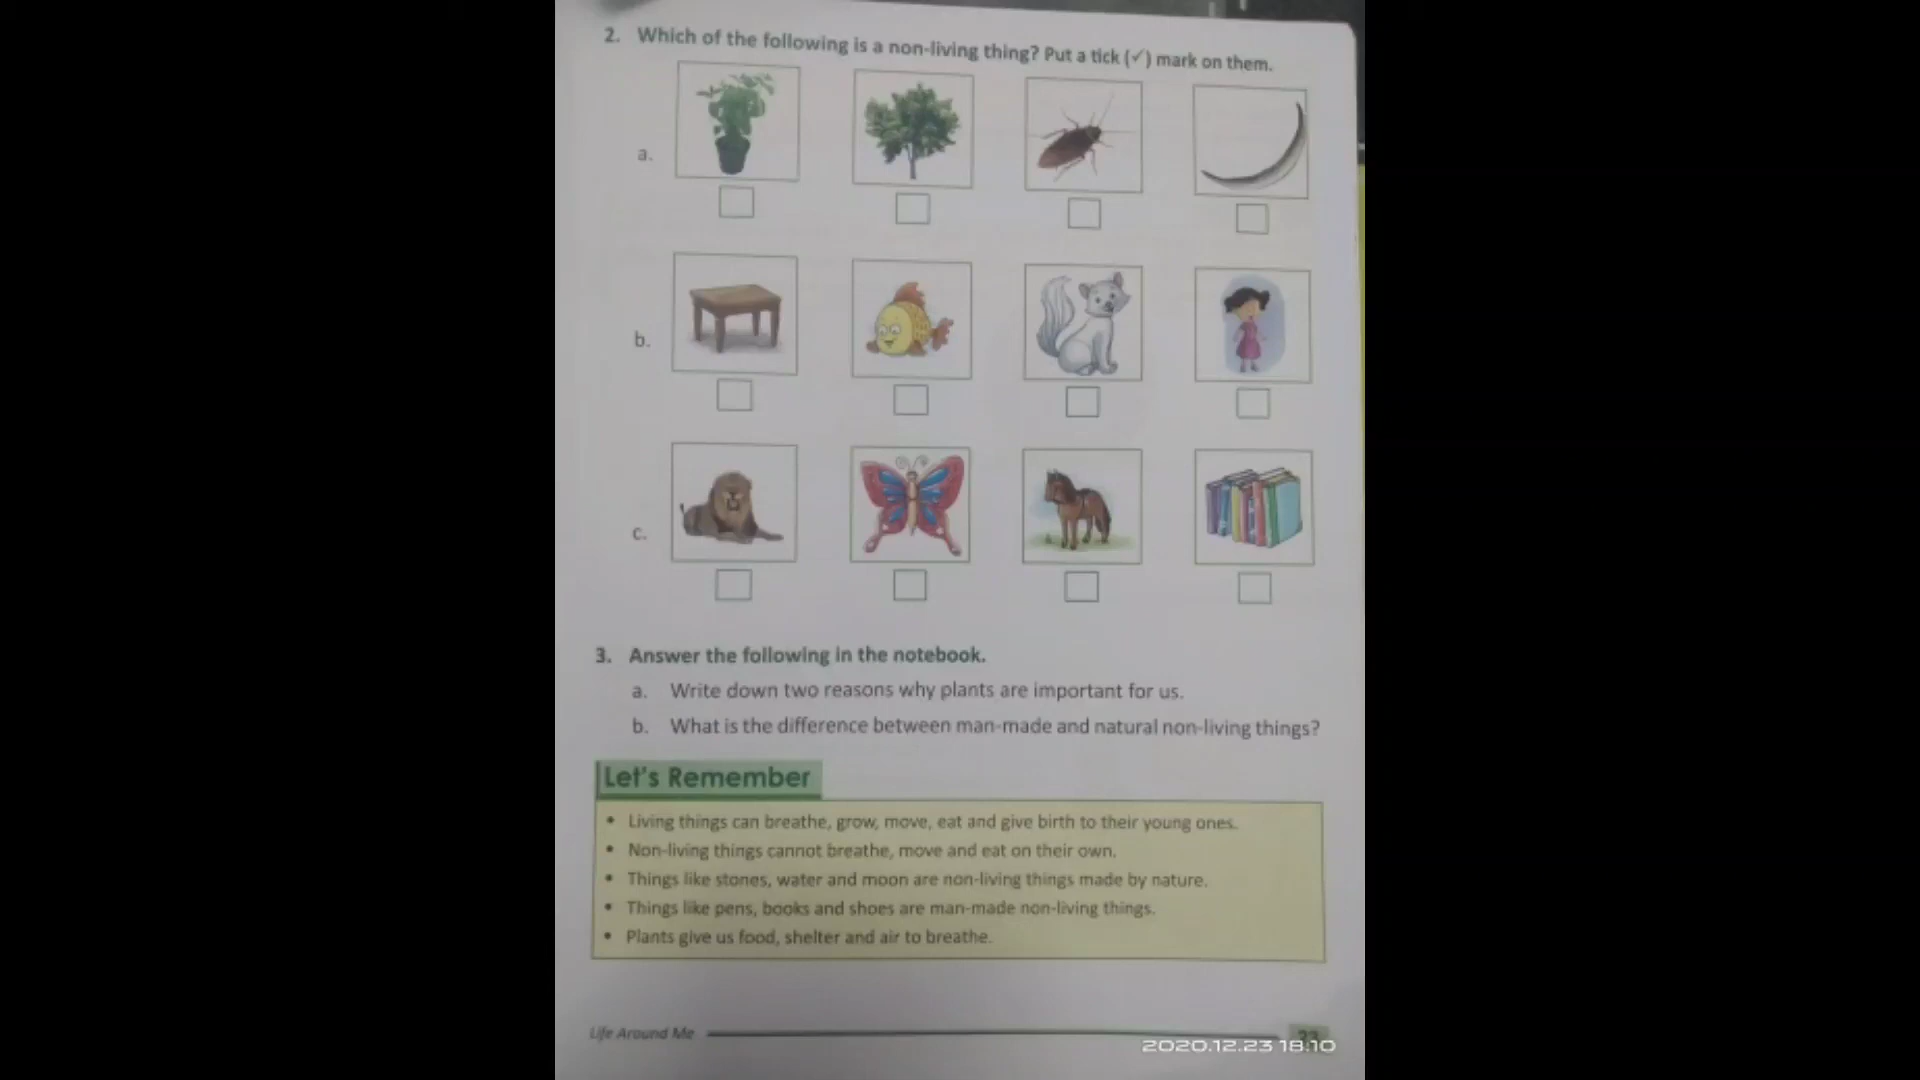 2. Which of the following is a non-living thing? Put a tick (✓) mark on them.
a.
b.
c.
3. Answer the following in the notebook.
a. Write down two reasons why plants are important for us.
b. What is the difference between man-made and natural non-living things?
Let's Remember
• Living things can breathe, grow, move, eat and give birth to their young ones.
• Non-living things cannot breathe, move and eat on their own.
• Things like stones, water and moon are non-living things made by nature.
• Things like pens, books and shoes are man-made non-living things.
• Plants give us food, shelter and air to breathe.
Life Around Me
2020.12.23 18:10